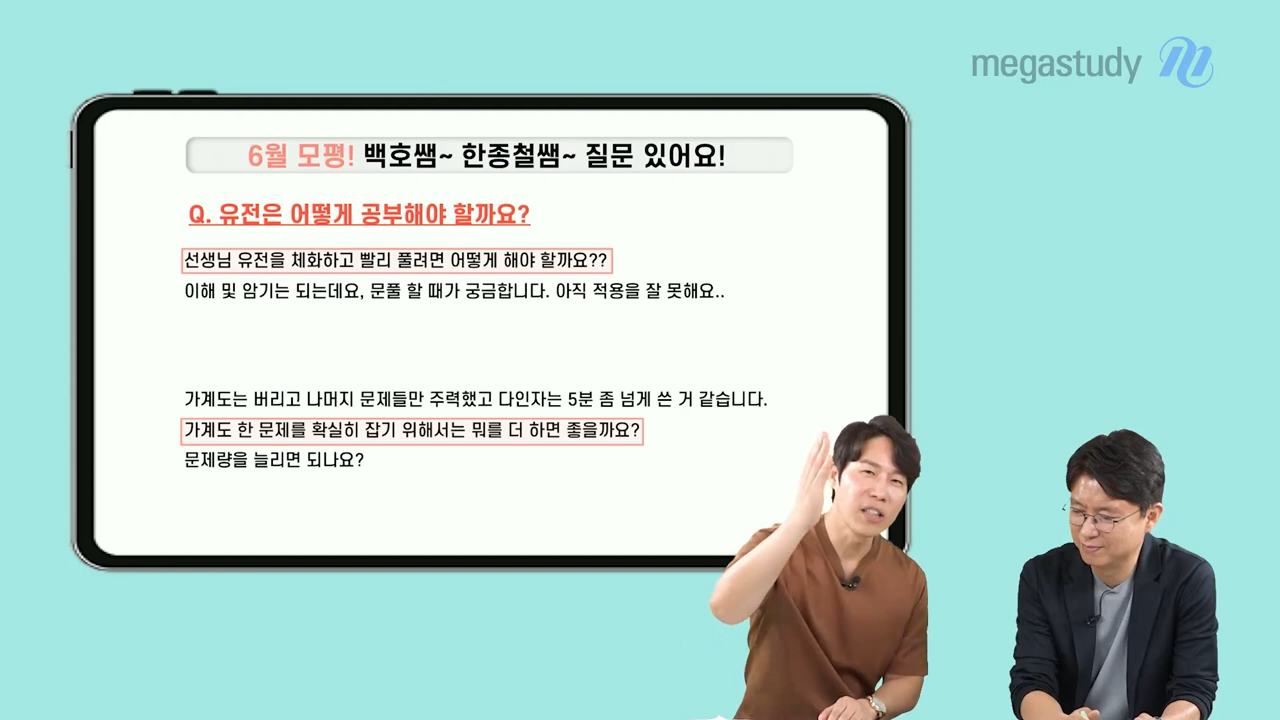 megastudy
6월 모평! 백호쌤~ 한종철쌤~ 질문 있어요!
Q. 유전은 어떻게 공부해야 할까요?
선생님 유전을 체화하고 빨리 풀려면 어떻게 해야 할까요??
이해 및 암기는 되는데요, 문풀 할 때가 궁금합니다. 아직 적용을 잘 못해요..
가계도는 버리고 나머지 문제들만 주력했고 다인자는 5분 좀 넘게 쓴 거 같습니다.
가계도 한 문제를 확실히 잡기 위해서는 뭐를 더 하면 좋을까요?
문제량을 늘리면 되나요?